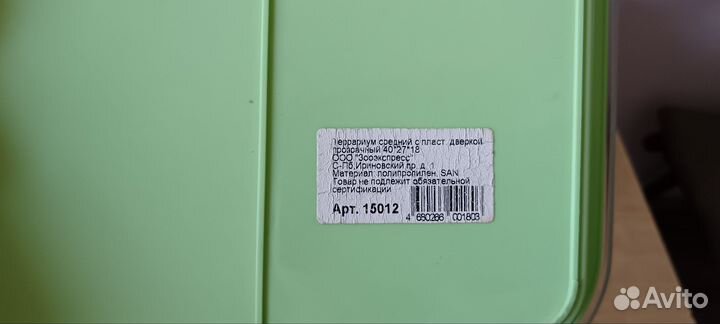 Террариум средний с пласт. дверкой
прозрачный 40*27*18
ООО "Зооэкспресс"
С-Пб,Ириновский пр. д. 1
Материал: полипропилен, SAN
Товар не подлежит обязательной
сертификации
Арт. 15012
4 680266 001803
Avito